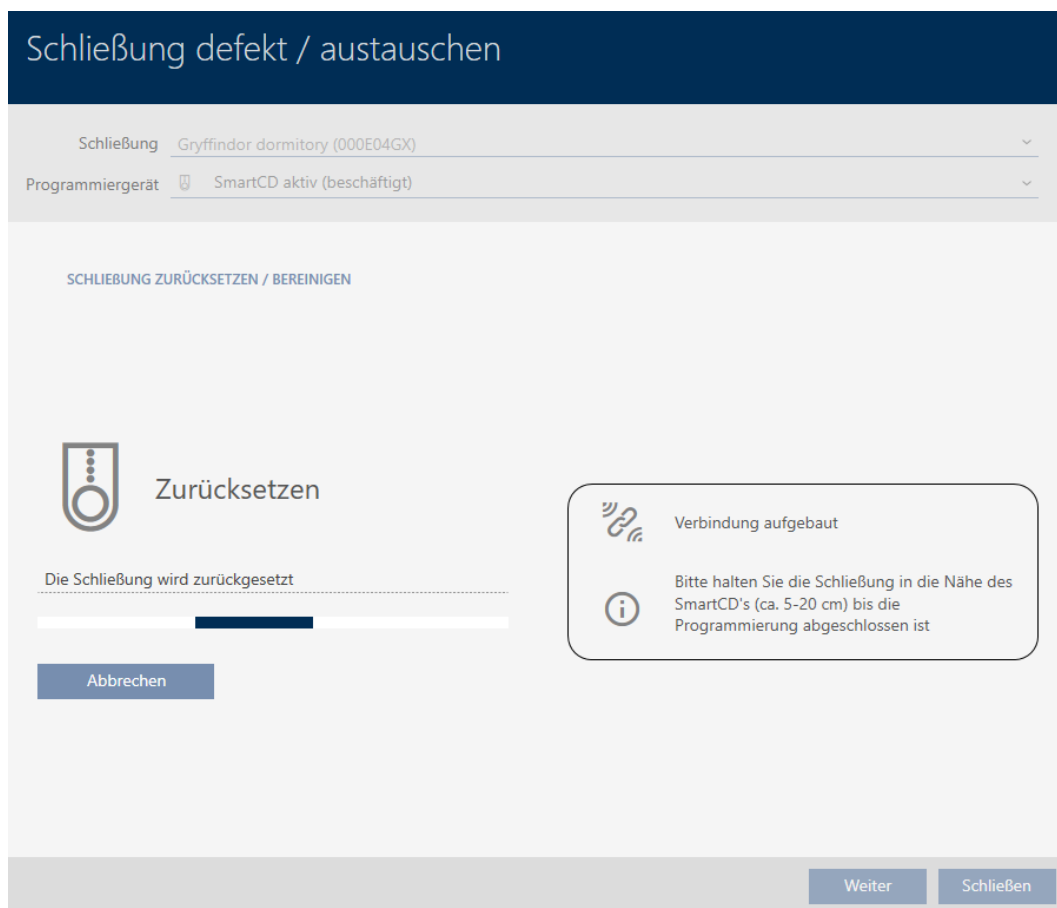 Schließung defekt / austauschen
Schließung Gryffindor dormitory (000E04GX)
Programmiergerät SmartCD aktiv (beschäftigt)
SCHLIEßUNG ZURÜCKSETZEN / BEREINIGEN
Zurücksetzen
Die Schließung wird zurückgesetzt
Abbrechen
Verbindung aufgebaut
Bitte halten Sie die Schließung in die Nähe des
SmartCD's (ca. 5-20 cm) bis die
Programmierung abgeschlossen ist
Weiter Schließen